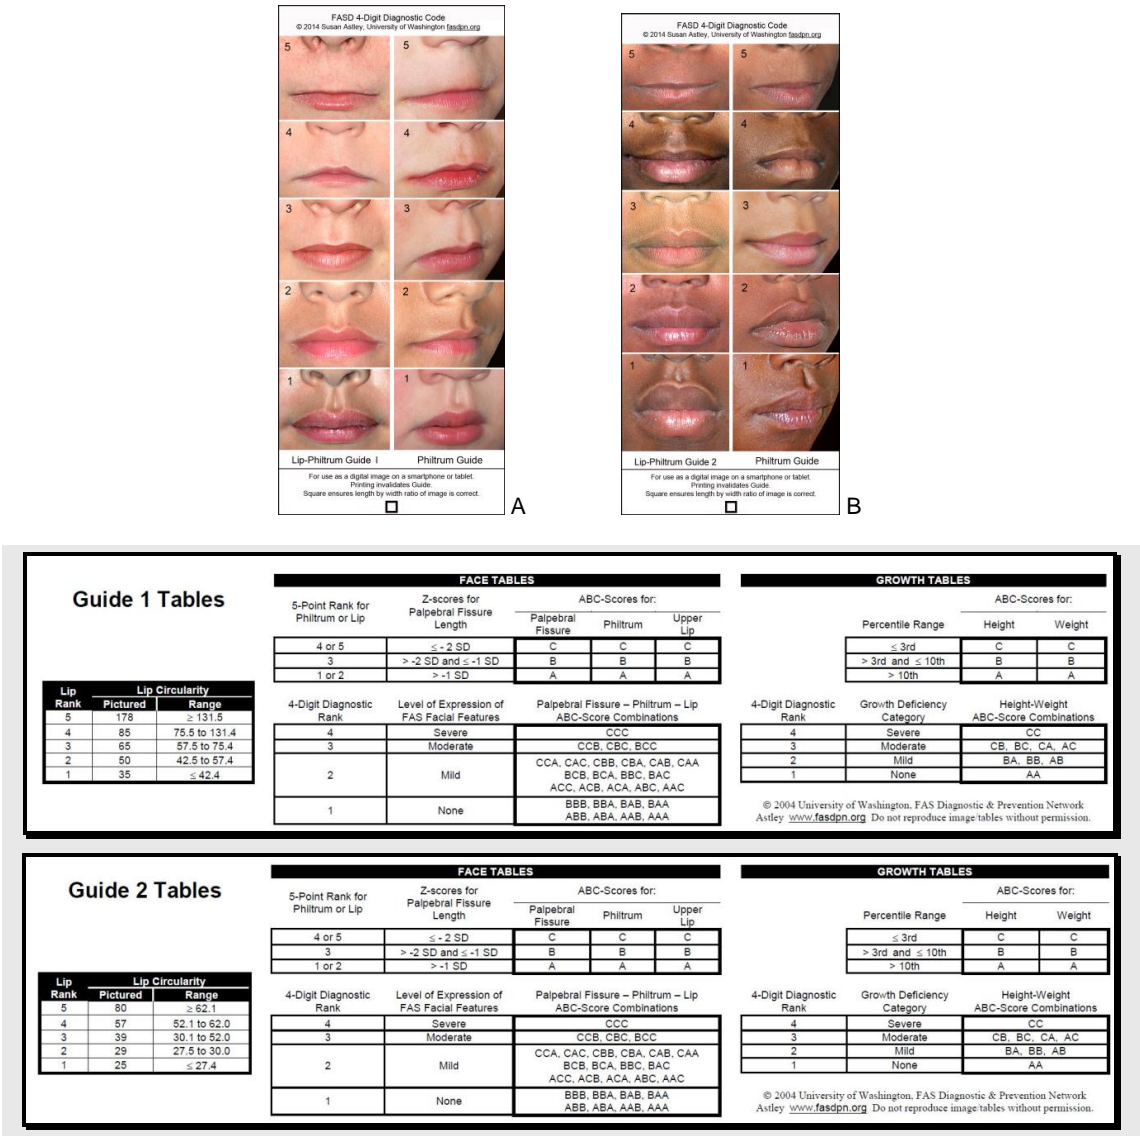 FASD 4-Digit Diagnostic Code
© 2014 Susan Astley, University of Washington fasdpn.org
5 5
4 4
3 3
2 2
1 1
Lip-Philtrum Guide 1 Philtrum Guide
For use as a digital image on a smartphone or tablet.
Printing invalidates Guide.
Square ensures length by width ratio of image is correct.
A
FASD 4-Digit Diagnostic Code
© 2014 Susan Astley, University of Washington fasdpn.org
5 5
4 4
3 3
2 2
1 1
Lip-Philtrum Guide 2 Philtrum Guide
For use as a digital image on a smartphone or tablet.
Printing invalidates Guide.
Square ensures length by width ratio of image is correct.
B
Guide 1 Tables
Lip Rank Lip Circularity
Pictured Range
5 178 ≥ 131.5
4 85 75.5 to 131.4
3 65 57.5 to 75.4
2 50 42.5 to 57.4
1 35 ≤ 42.4
FACE TABLES
5-Point Rank for Philtrum or Lip
Z-scores for Palpebral Fissure Length
ABC-Scores for:
Palpebral Fissure Philtrum Upper Lip
4 or 5 ≤ - 2 SD C C C
3 > -2 SD and ≤ -1 SD B B B
1 or 2 > -1 SD A A A
4-Digit Diagnostic Rank
Level of Expression of FAS Facial Features
Palpebral Fissure – Philtrum – Lip ABC-Score Combinations
4 Severe CCC
3 Moderate CCB, CBC, BCC
2 Mild CCA, CAC, CBB, CBA, CAB, CAA
BCB, BCA, BBC, BAC
ACC, ACB, ACA, ABC, AAC
1 None BBB, BBA, BAB, BAA
ABB, ABA, AAB, AAA
GROWTH TABLES
ABC-Scores for:
Percentile Range Height Weight
≤ 3rd C C
> 3rd and ≤ 10th B B
> 10th A A
4-Digit Diagnostic Rank
Growth Deficiency Category
Height-Weight ABC-Score Combinations
4 Severe CC
3 Moderate CB, BC, CA, AC
2 Mild BA, BB, AB
1 None AA
© 2004 University of Washington, FAS Diagnostic & Prevention Network
Astley www.fasdpn.org Do not reproduce image/tables without permission.
Guide 2 Tables
Lip Rank Lip Circularity
Pictured Range
5 80 ≥ 62.1
4 57 52.1 to 62.0
3 39 30.1 to 52.0
2 29 27.5 to 30.0
1 25 ≤ 27.4
FACE TABLES
5-Point Rank for Philtrum or Lip
Z-scores for Palpebral Fissure Length
ABC-Scores for:
Palpebral Fissure Philtrum Upper Lip
4 or 5 ≤ - 2 SD C C C
3 > -2 SD and ≤ -1 SD B B B
1 or 2 > -1 SD A A A
4-Digit Diagnostic Rank
Level of Expression of FAS Facial Features
Palpebral Fissure – Philtrum – Lip ABC-Score Combinations
4 Severe CCC
3 Moderate CCB, CBC, BCC
2 Mild CCA, CAC, CBB, CBA, CAB, CAA
BCB, BCA, BBC, BAC
ACC, ACB, ACA, ABC, AAC
1 None BBB, BBA, BAB, BAA
ABB, ABA, AAB, AAA
GROWTH TABLES
ABC-Scores for:
Percentile Range Height Weight
≤ 3rd C C
> 3rd and ≤ 10th B B
> 10th A A
4-Digit Diagnostic Rank
Growth Deficiency Category
Height-Weight ABC-Score Combinations
4 Severe CC
3 Moderate CB, BC, CA, AC
2 Mild BA, BB, AB
1 None AA
© 2004 University of Washington, FAS Diagnostic & Prevention Network
Astley www.fasdpn.org Do not reproduce image/tables without permission.